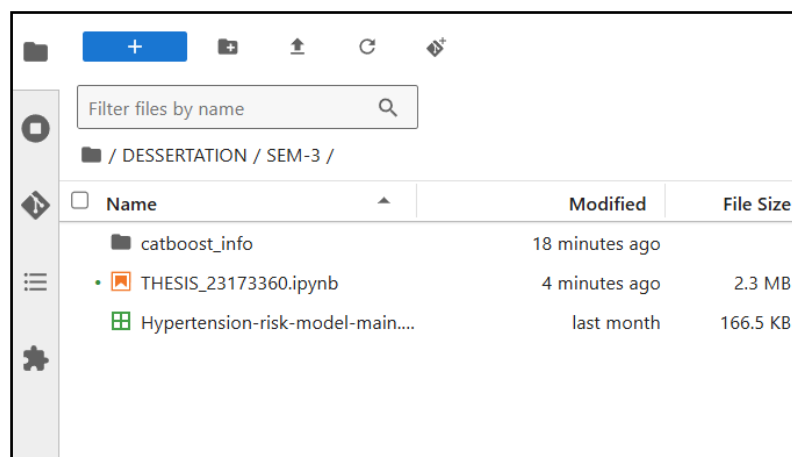 +
Filter files by name
/ DESSERTATION / SEM-3 /
Name Modified File Size
catboost_info 18 minutes ago
THESIS_23173360.ipynb 4 minutes ago 2.3 MB
Hypertension-risk-model-main.... last month 166.5 KB